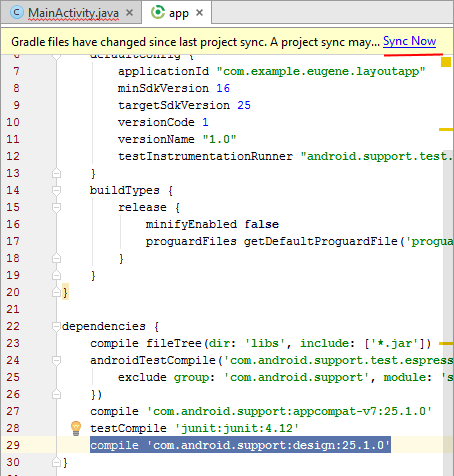 MainActivity.java × app ×
Gradle files have changed since last project sync. A project sync may... Sync Now
6 defaultConfig {
7 applicationId "com.example.eugene.layoutapp"
8 minSdkVersion 16
9 targetSdkVersion 25
10 versionCode 1
11 versionName "1.0"
12 testInstrumentationRunner "android.support.test.
13 }
14 buildTypes {
15 release {
16 minifyEnabled false
17 proguardFiles getDefaultProguardFile('progua
18 }
19 }
20 }
21
22 dependencies {
23 compile fileTree(dir: 'libs', include: ['*.jar'])
24 androidTestCompile('com.android.support.test.espress
25 exclude group: 'com.android.support', module: 's
26 })
27 compile 'com.android.support:appcompat-v7:25.1.0'
28 testCompile 'junit:junit:4.12'
29 compile 'com.android.support:design:25.1.0'
30 }